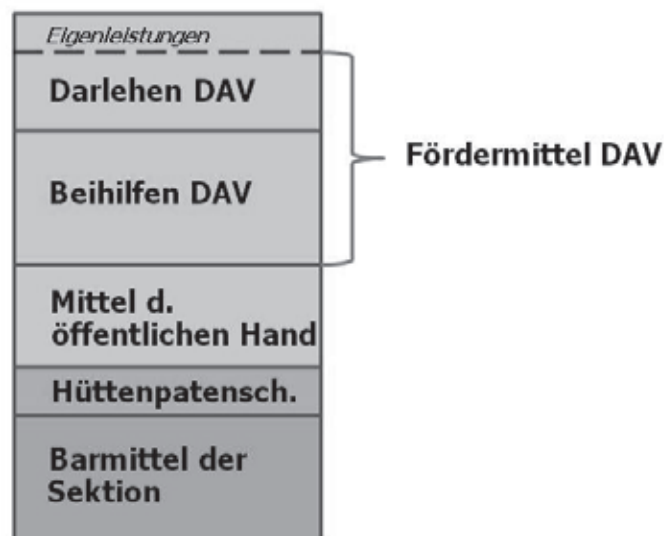 Eigenleistungen
Darlehen DAV
Fördermittel DAV
Beihilfen DAV
Mittel d.
öffentlichen Hand
Hüttenpatensch.
Barmittel der
Sektion